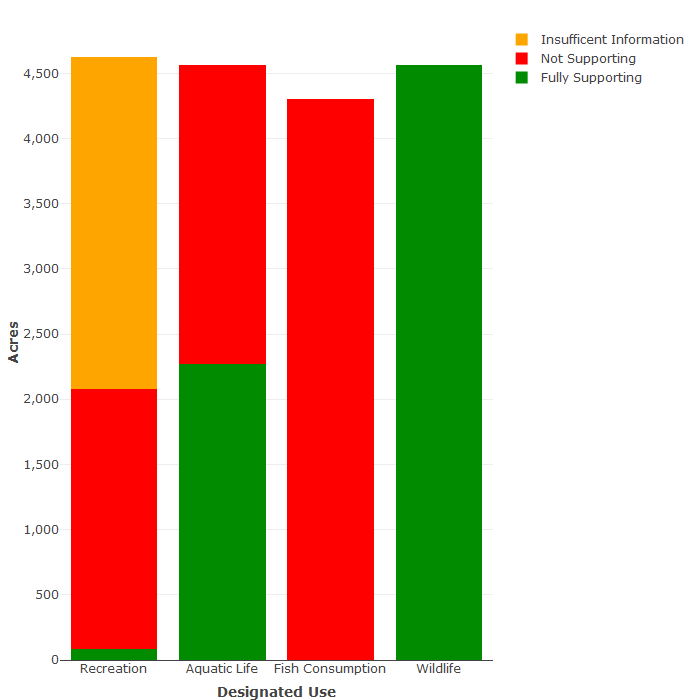 Insufficent Information
Not Supporting
Fully Supporting
4,500
4,000
3,500
3,000
2,500
2,000
1,500
1,000
500
0
Acres
Recreation Aquatic Life Fish Consumption Wildlife
Designated Use